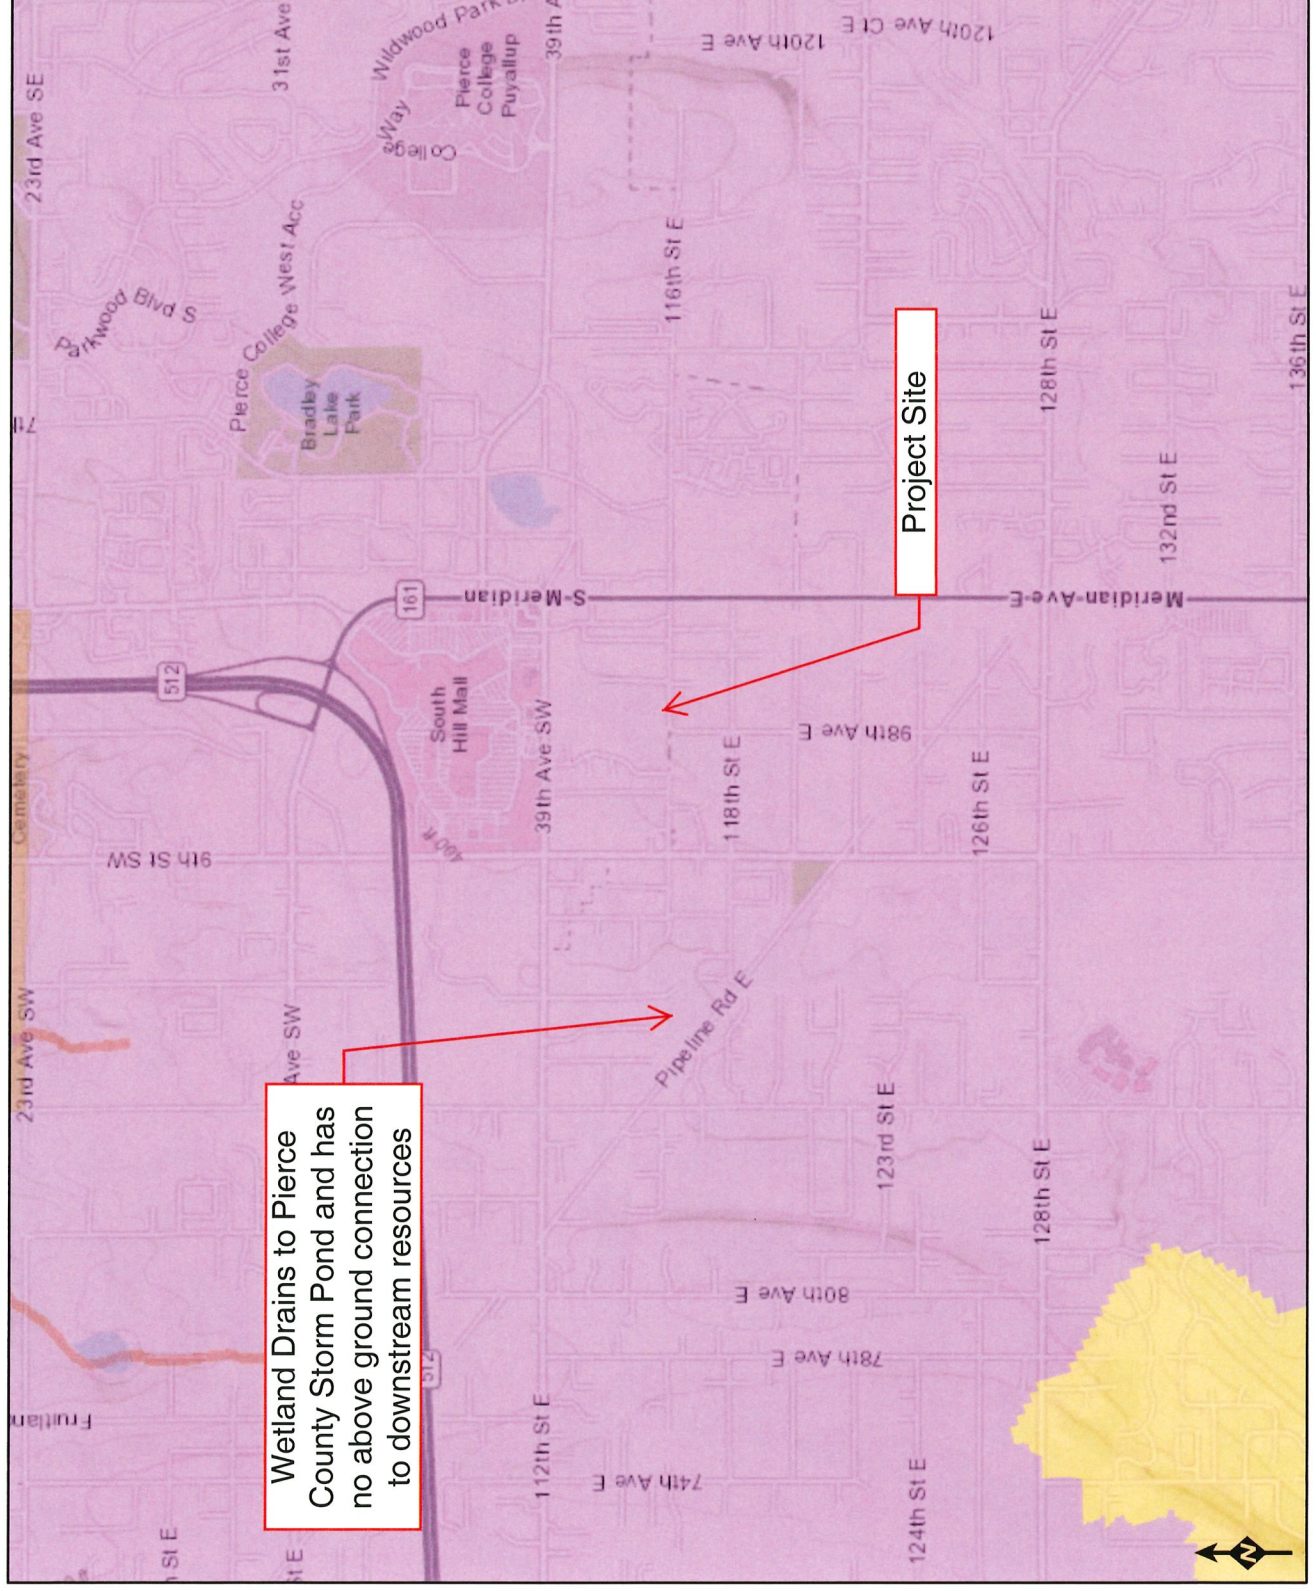 Cemetery
23rd Ave SW
23rd Ave SE
Fruitlan
7t
Parkwood Blvd S
St E
512
9th St SW
Pierce College West Acc
31st Ave
St E
Ave SW
Wetland Drains to Pierce
County Storm Pond and has
no above ground connection
to downstream resources
Bradley
Lake
Park
Wildwood Park
College Way
161
512
400 ft
South
Hill Mall
Pierce
College
Puyallup
S Meridian
112th St E
39th Ave SW
39th A
74th Ave E
Pipeline Rd E
116th St E
118th St E
120th Ave E
80th Ave E
78th Ave E
98th Ave E
120th Ave Ct E
123rd St E
124th St E
Project Site
126th St E
128th St E
128th St E
Meridian Ave E
132nd St E
136th St E
N